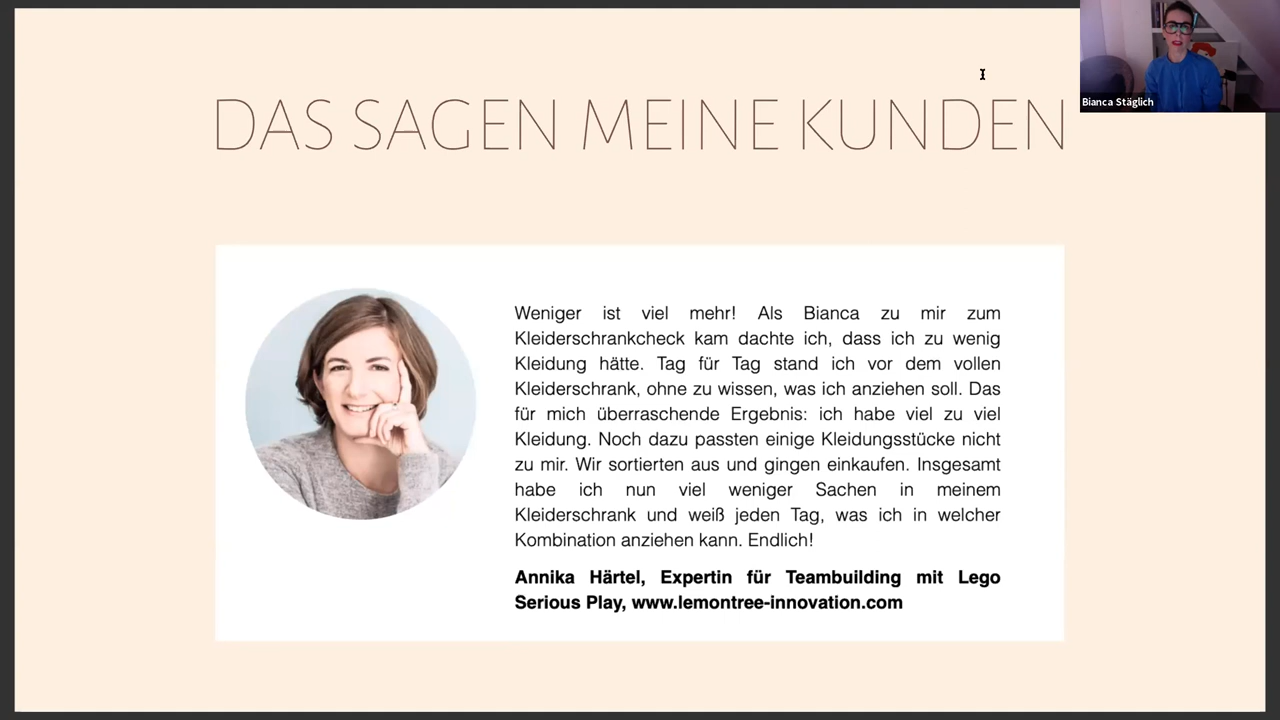 DAS SAGEN MEINE KUNDEN
Bianca Stäglich
Weniger ist viel mehr! Als Bianca zu mir zum
Kleiderschrankcheck kam dachte ich, dass ich zu wenig
Kleidung hätte. Tag für Tag stand ich vor dem vollen
Kleiderschrank, ohne zu wissen, was ich anziehen soll. Das
für mich überraschende Ergebnis: ich habe viel zu viel
Kleidung. Noch dazu passten einige Kleidungsstücke nicht
zu mir. Wir sortierten aus und gingen einkaufen. Insgesamt
habe ich nun viel weniger Sachen in meinem
Kleiderschrank und weiß jeden Tag, was ich in welcher
Kombination anziehen kann. Endlich!
Annika Härtel, Expertin für Teambuilding mit Lego
Serious Play, www.lemontree-innovation.com